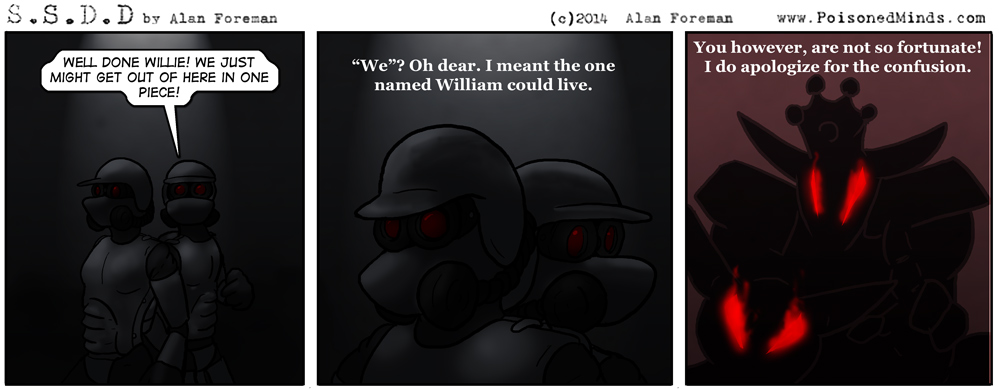 S.S.D.D by Alan Foreman (c)2014 Alan Foreman www.PoisonedMinds.com
WELL DONE WILLIE! WE JUST
MIGHT GET OUT OF HERE IN ONE
PIECE!
“We”? Oh dear. I meant the one
named William could live.
You however, are not so fortunate!
I do apologize for the confusion.